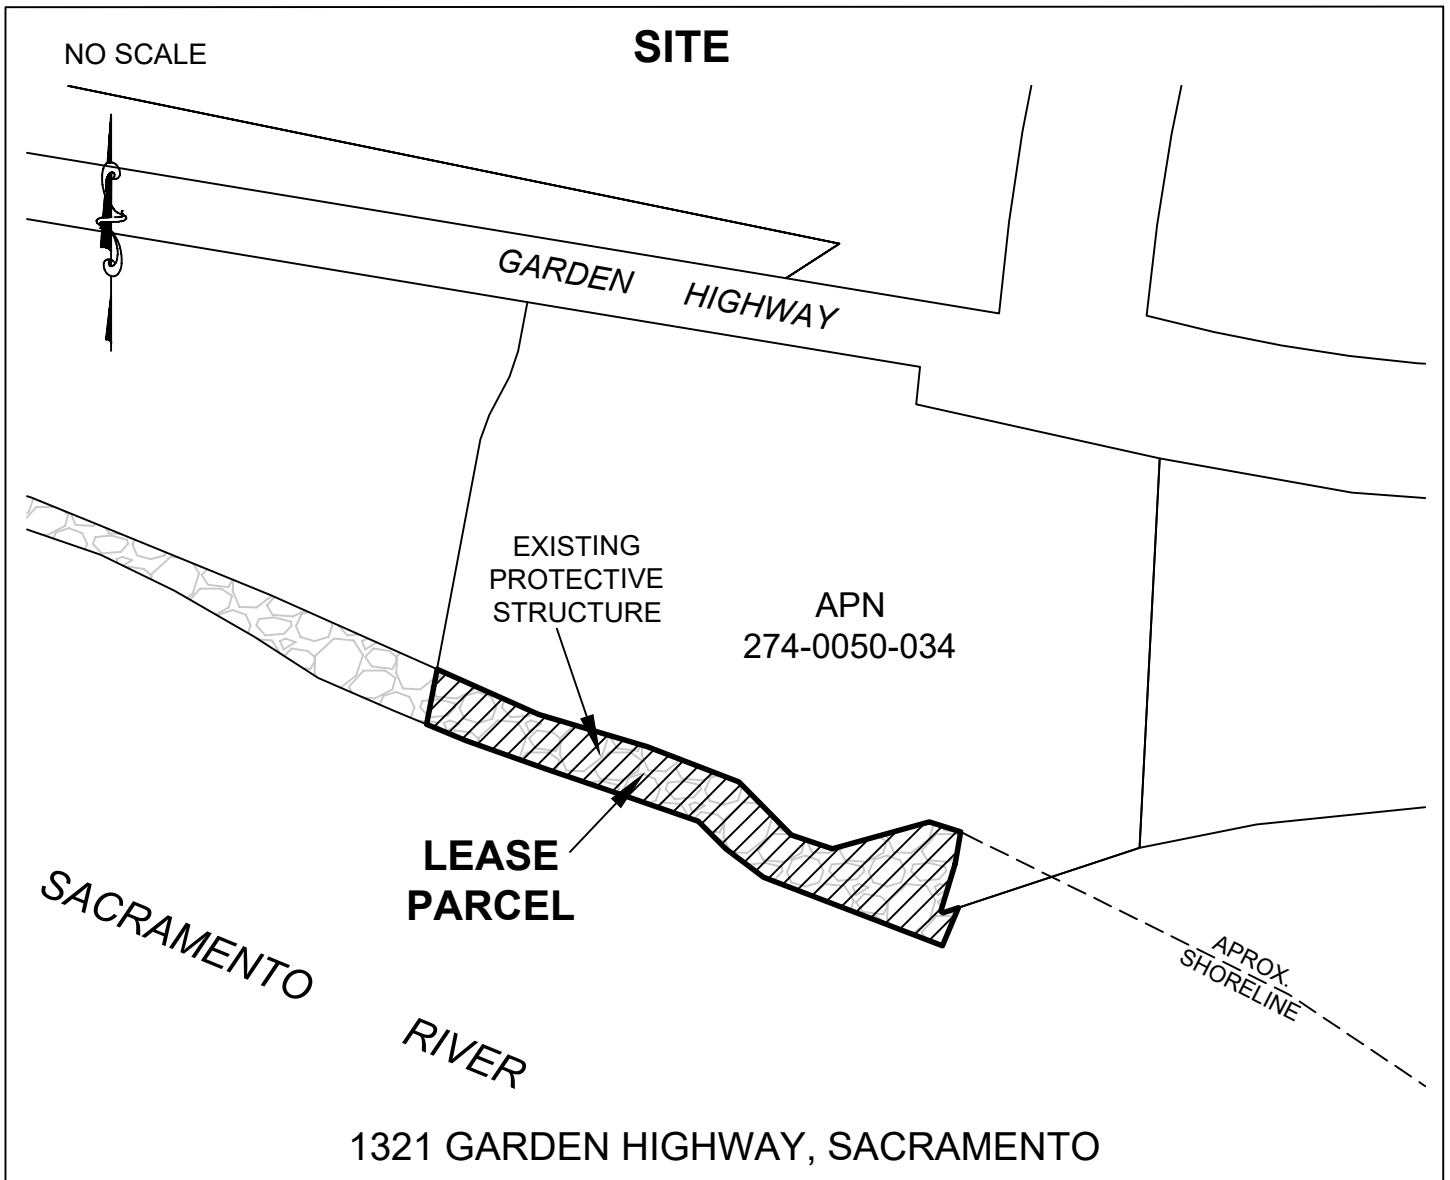 NO SCALE
SITE
GARDEN HIGHWAY
EXISTING
PROTECTIVE
STRUCTURE
APN
274-0050-034
LEASE
PARCEL
SACRAMENTO
RIVER
APROX.
SHORELINE
1321 GARDEN HIGHWAY, SACRAMENTO